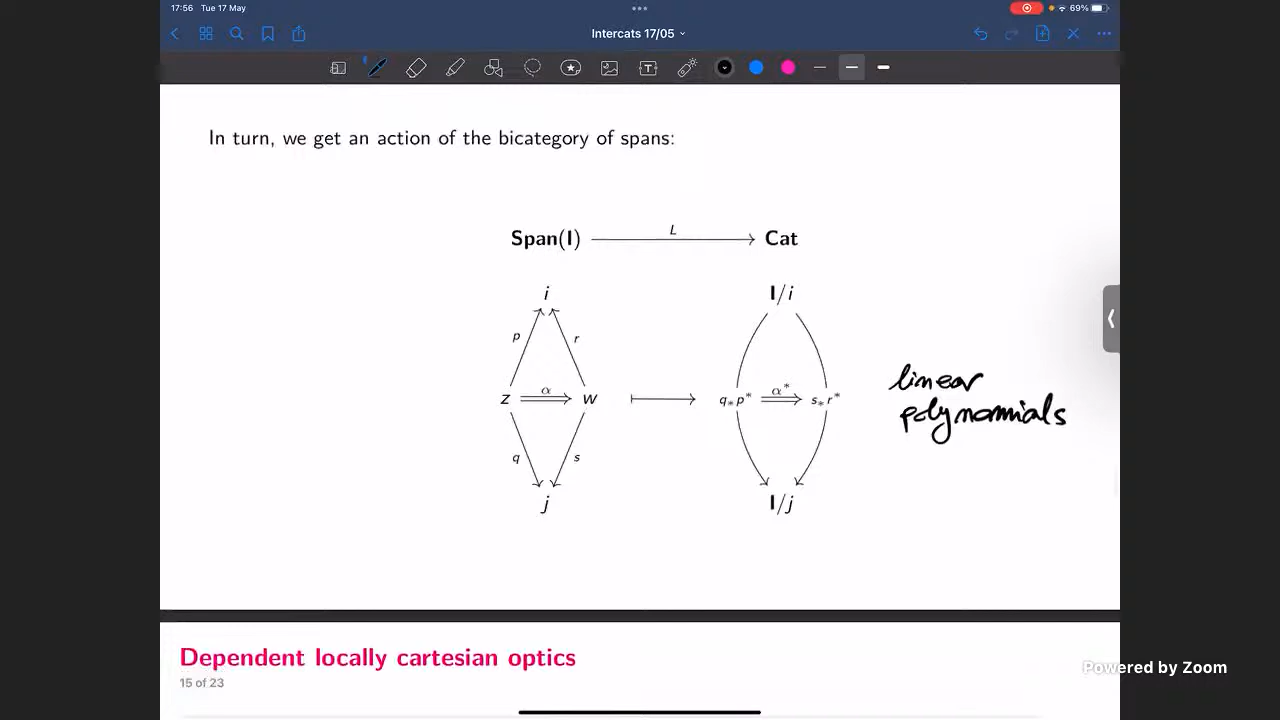 17:56 Tue 17 May
69%
Intercats 17/05
In turn, we get an action of the bicategory of spans:
Span(I) L Cat
i I/i
p r
z α w q*p* α* s*r*
linear
polynomials
q s
j I/j
Dependent locally cartesian optics
15 of 23
Powered by Zoom